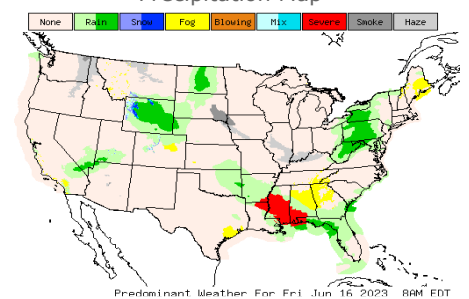 Precipitation Map
None Rain Snow Fog Blowing Mix Severe Smoke Haze
Predominant Weather For Fri Jun 16 2023 8AM EDT